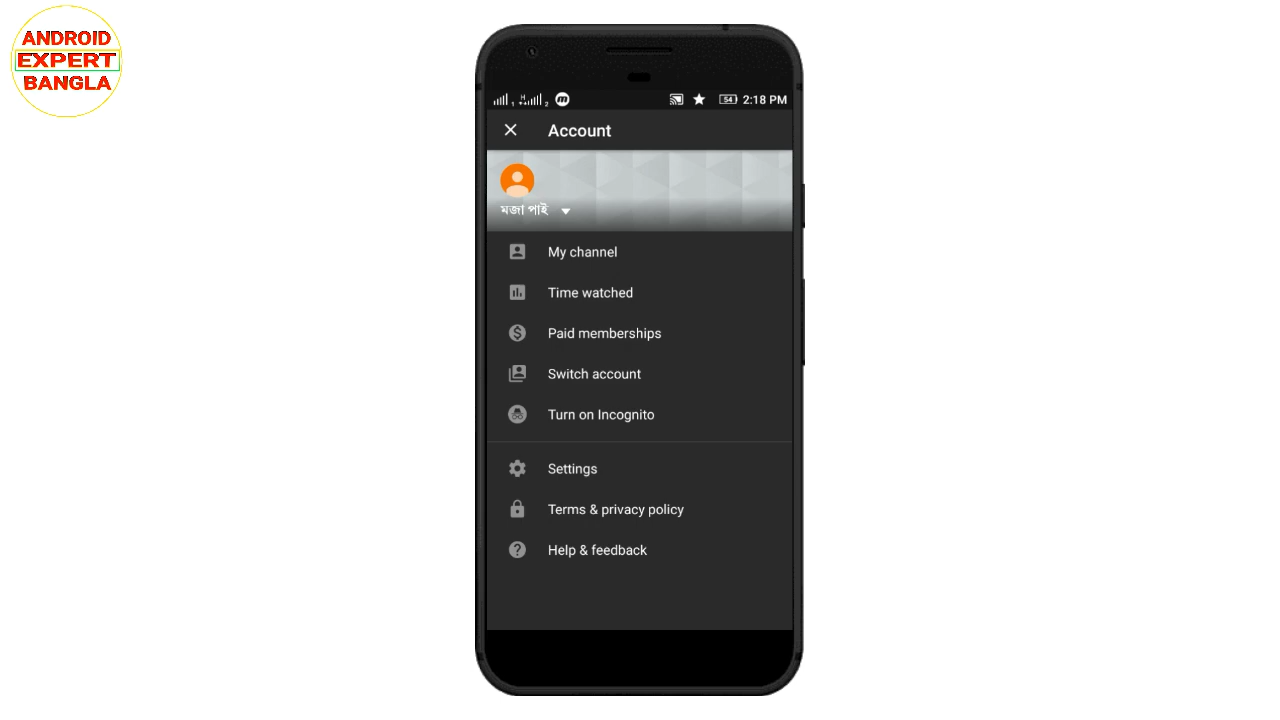 ANDROID
EXPERT
BANGLA
54 2:18 PM
Account
মজা পাই
My channel
Time watched
Paid memberships
Switch account
Turn on Incognito
Settings
Terms & privacy policy
Help & feedback